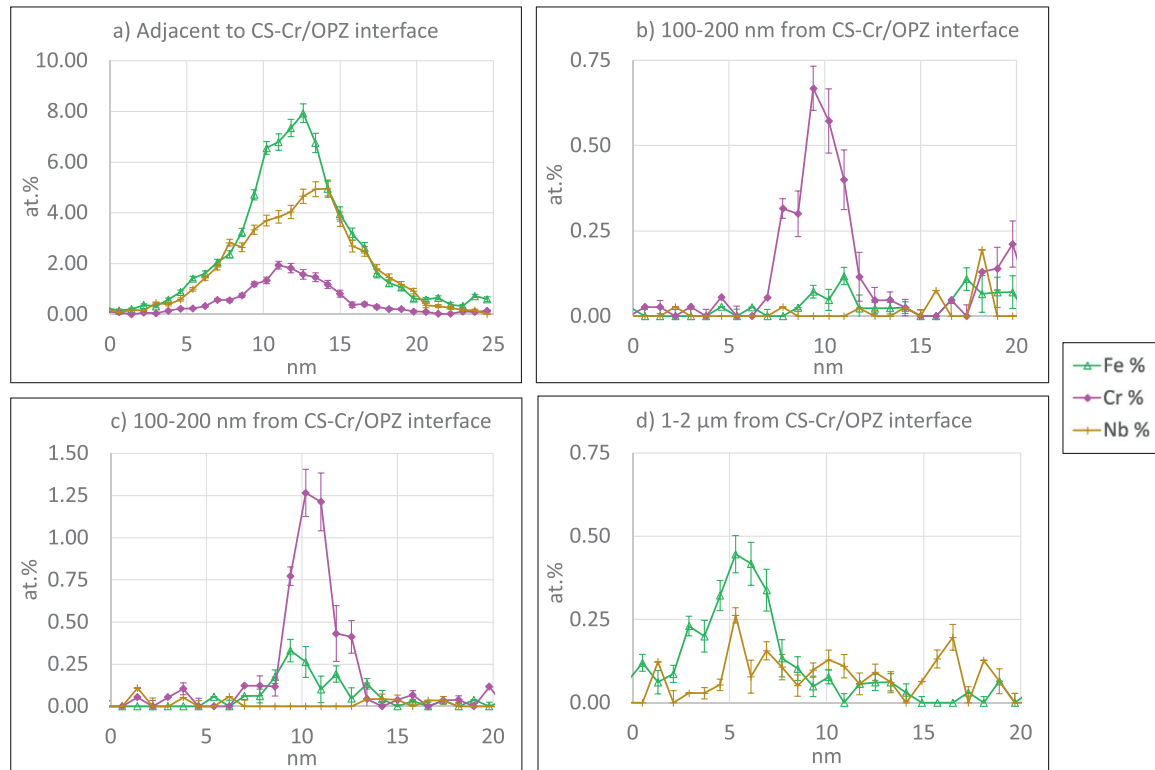 a) Adjacent to CS-Cr/OPZ interface
10.00
8.00
6.00
4.00
2.00
0.00
at.%
0 5 10 15 20 25
nm
b) 100-200 nm from CS-Cr/OPZ interface
0.75
0.50
0.25
0.00
at.%
0 5 10 15 20
nm
Fe %
Cr %
Nb %
c) 100-200 nm from CS-Cr/OPZ interface
1.50
1.25
1.00
0.75
0.50
0.25
0.00
at.%
0 5 10 15 20
nm
d) 1-2 µm from CS-Cr/OPZ interface
0.75
0.50
0.25
0.00
at.%
0 5 10 15 20
nm